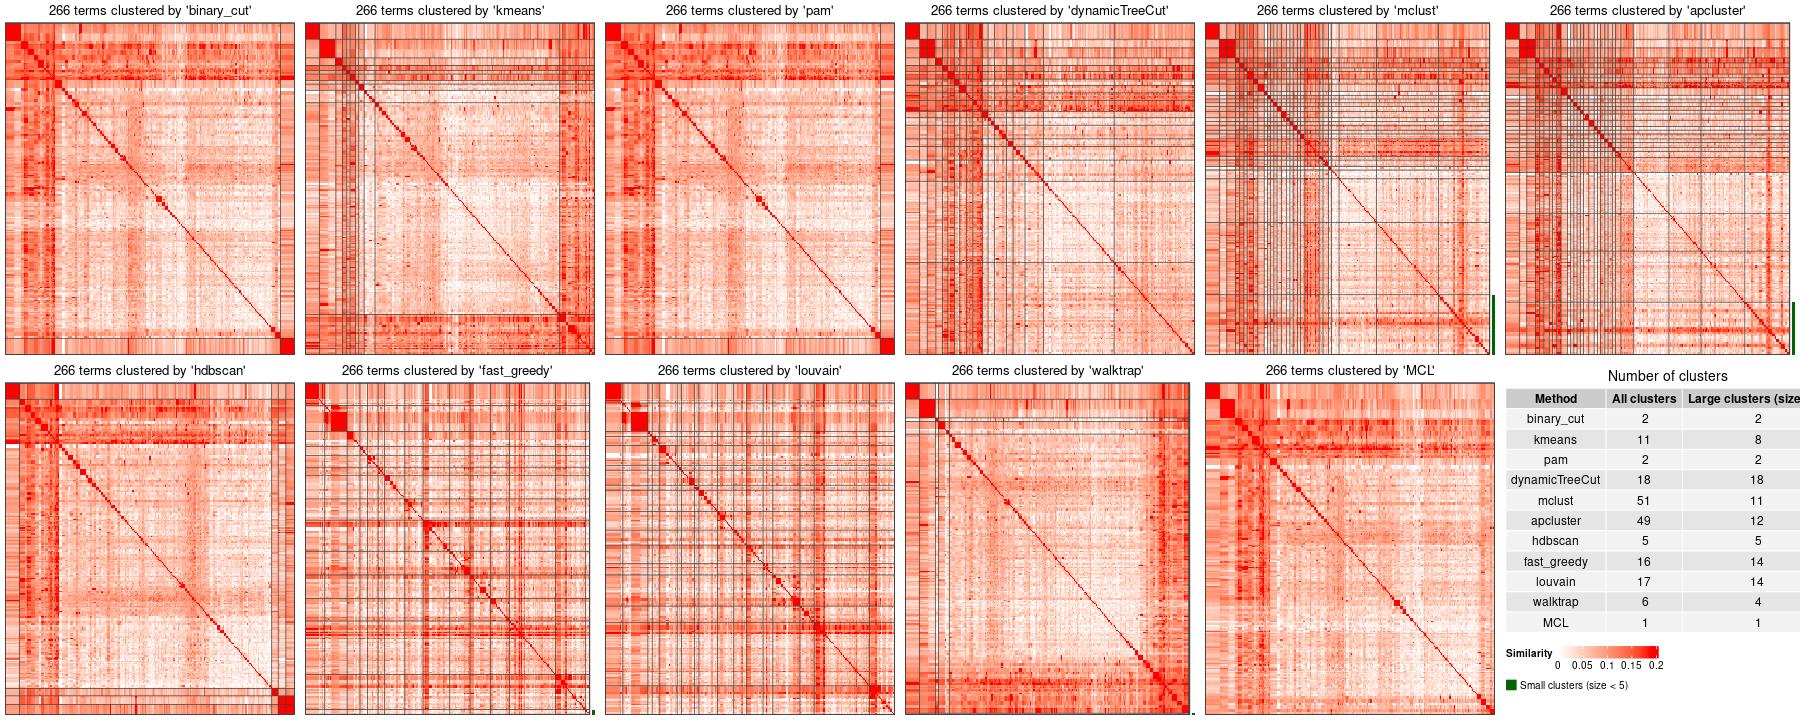 266 terms clustered by 'binary_cut'
266 terms clustered by 'kmeans'
266 terms clustered by 'pam'
266 terms clustered by 'dynamicTreeCut'
266 terms clustered by 'mclust'
266 terms clustered by 'apcluster'
266 terms clustered by 'hdbscan'
266 terms clustered by 'fast_greedy'
266 terms clustered by 'louvain'
266 terms clustered by 'walktrap'
266 terms clustered by 'MCL'
Number of clusters
Method All clusters Large clusters (size
binary_cut 2 2
kmeans 11 8
pam 2 2
dynamicTreeCut 18 18
mclust 51 11
apcluster 49 12
hdbscan 5 5
fast_greedy 16 14
louvain 17 14
walktrap 6 4
MCL 1 1
Similarity
0 0.05 0.1 0.15 0.2
Small clusters (size < 5)